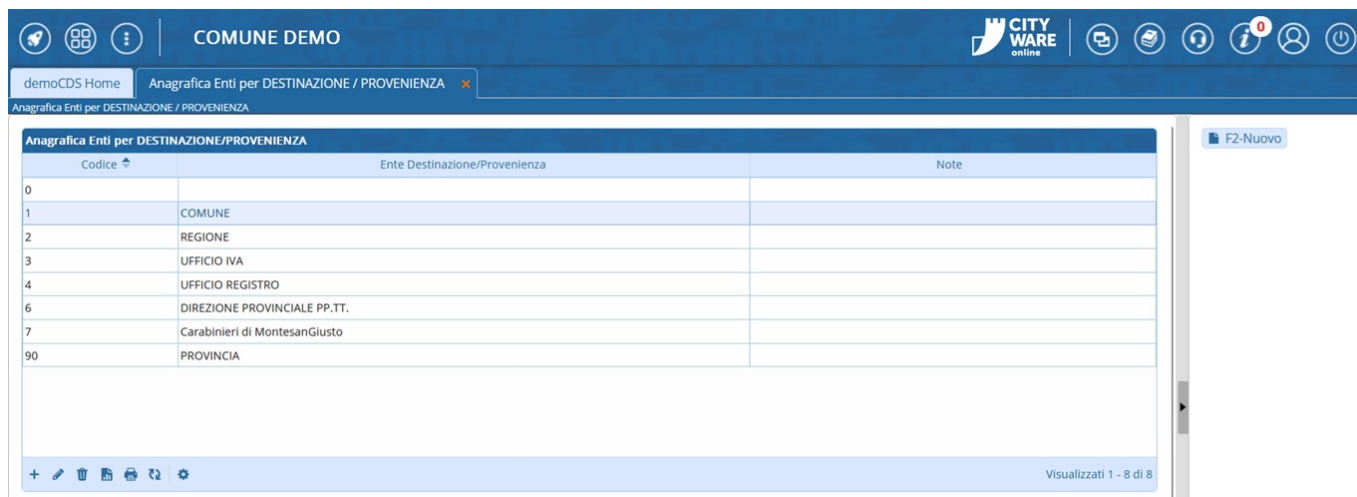 COMUNE DEMO
CITY
WARE
online
0
demoCDS Home
Anagrafica Enti per DESTINAZIONE / PROVENIENZA
Anagrafica Enti per DESTINAZIONE / PROVENIENZA
Anagrafica Enti per DESTINAZIONE/PROVENIENZA
F2-Nuovo
Codice Ente Destinazione/Provenienza Note
0
1 COMUNE
2 REGIONE
3 UFFICIO IVA
4 UFFICIO REGISTRO
6 DIREZIONE PROVINCIALE PP.TT.
7 Carabinieri di MontesanGiusto
90 PROVINCIA
Visualizzati 1 - 8 di 8